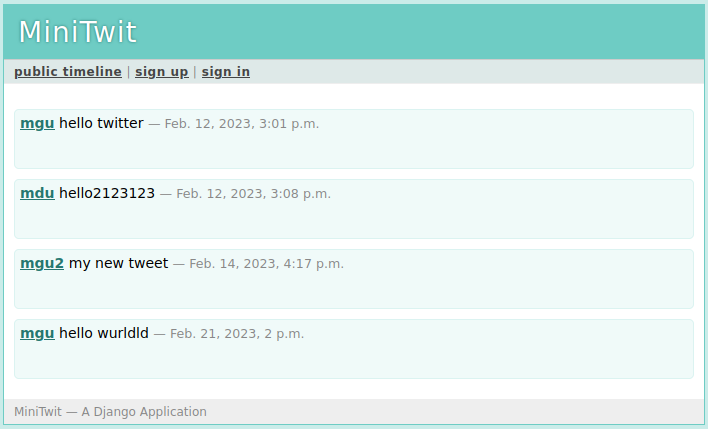 MiniTwit
public timeline | sign up | sign in
mgu hello twitter — Feb. 12, 2023, 3:01 p.m.
mdu hello2123123 — Feb. 12, 2023, 3:08 p.m.
mgu2 my new tweet — Feb. 14, 2023, 4:17 p.m.
mgu hello wurldld — Feb. 21, 2023, 2 p.m.
MiniTwit — A Django Application